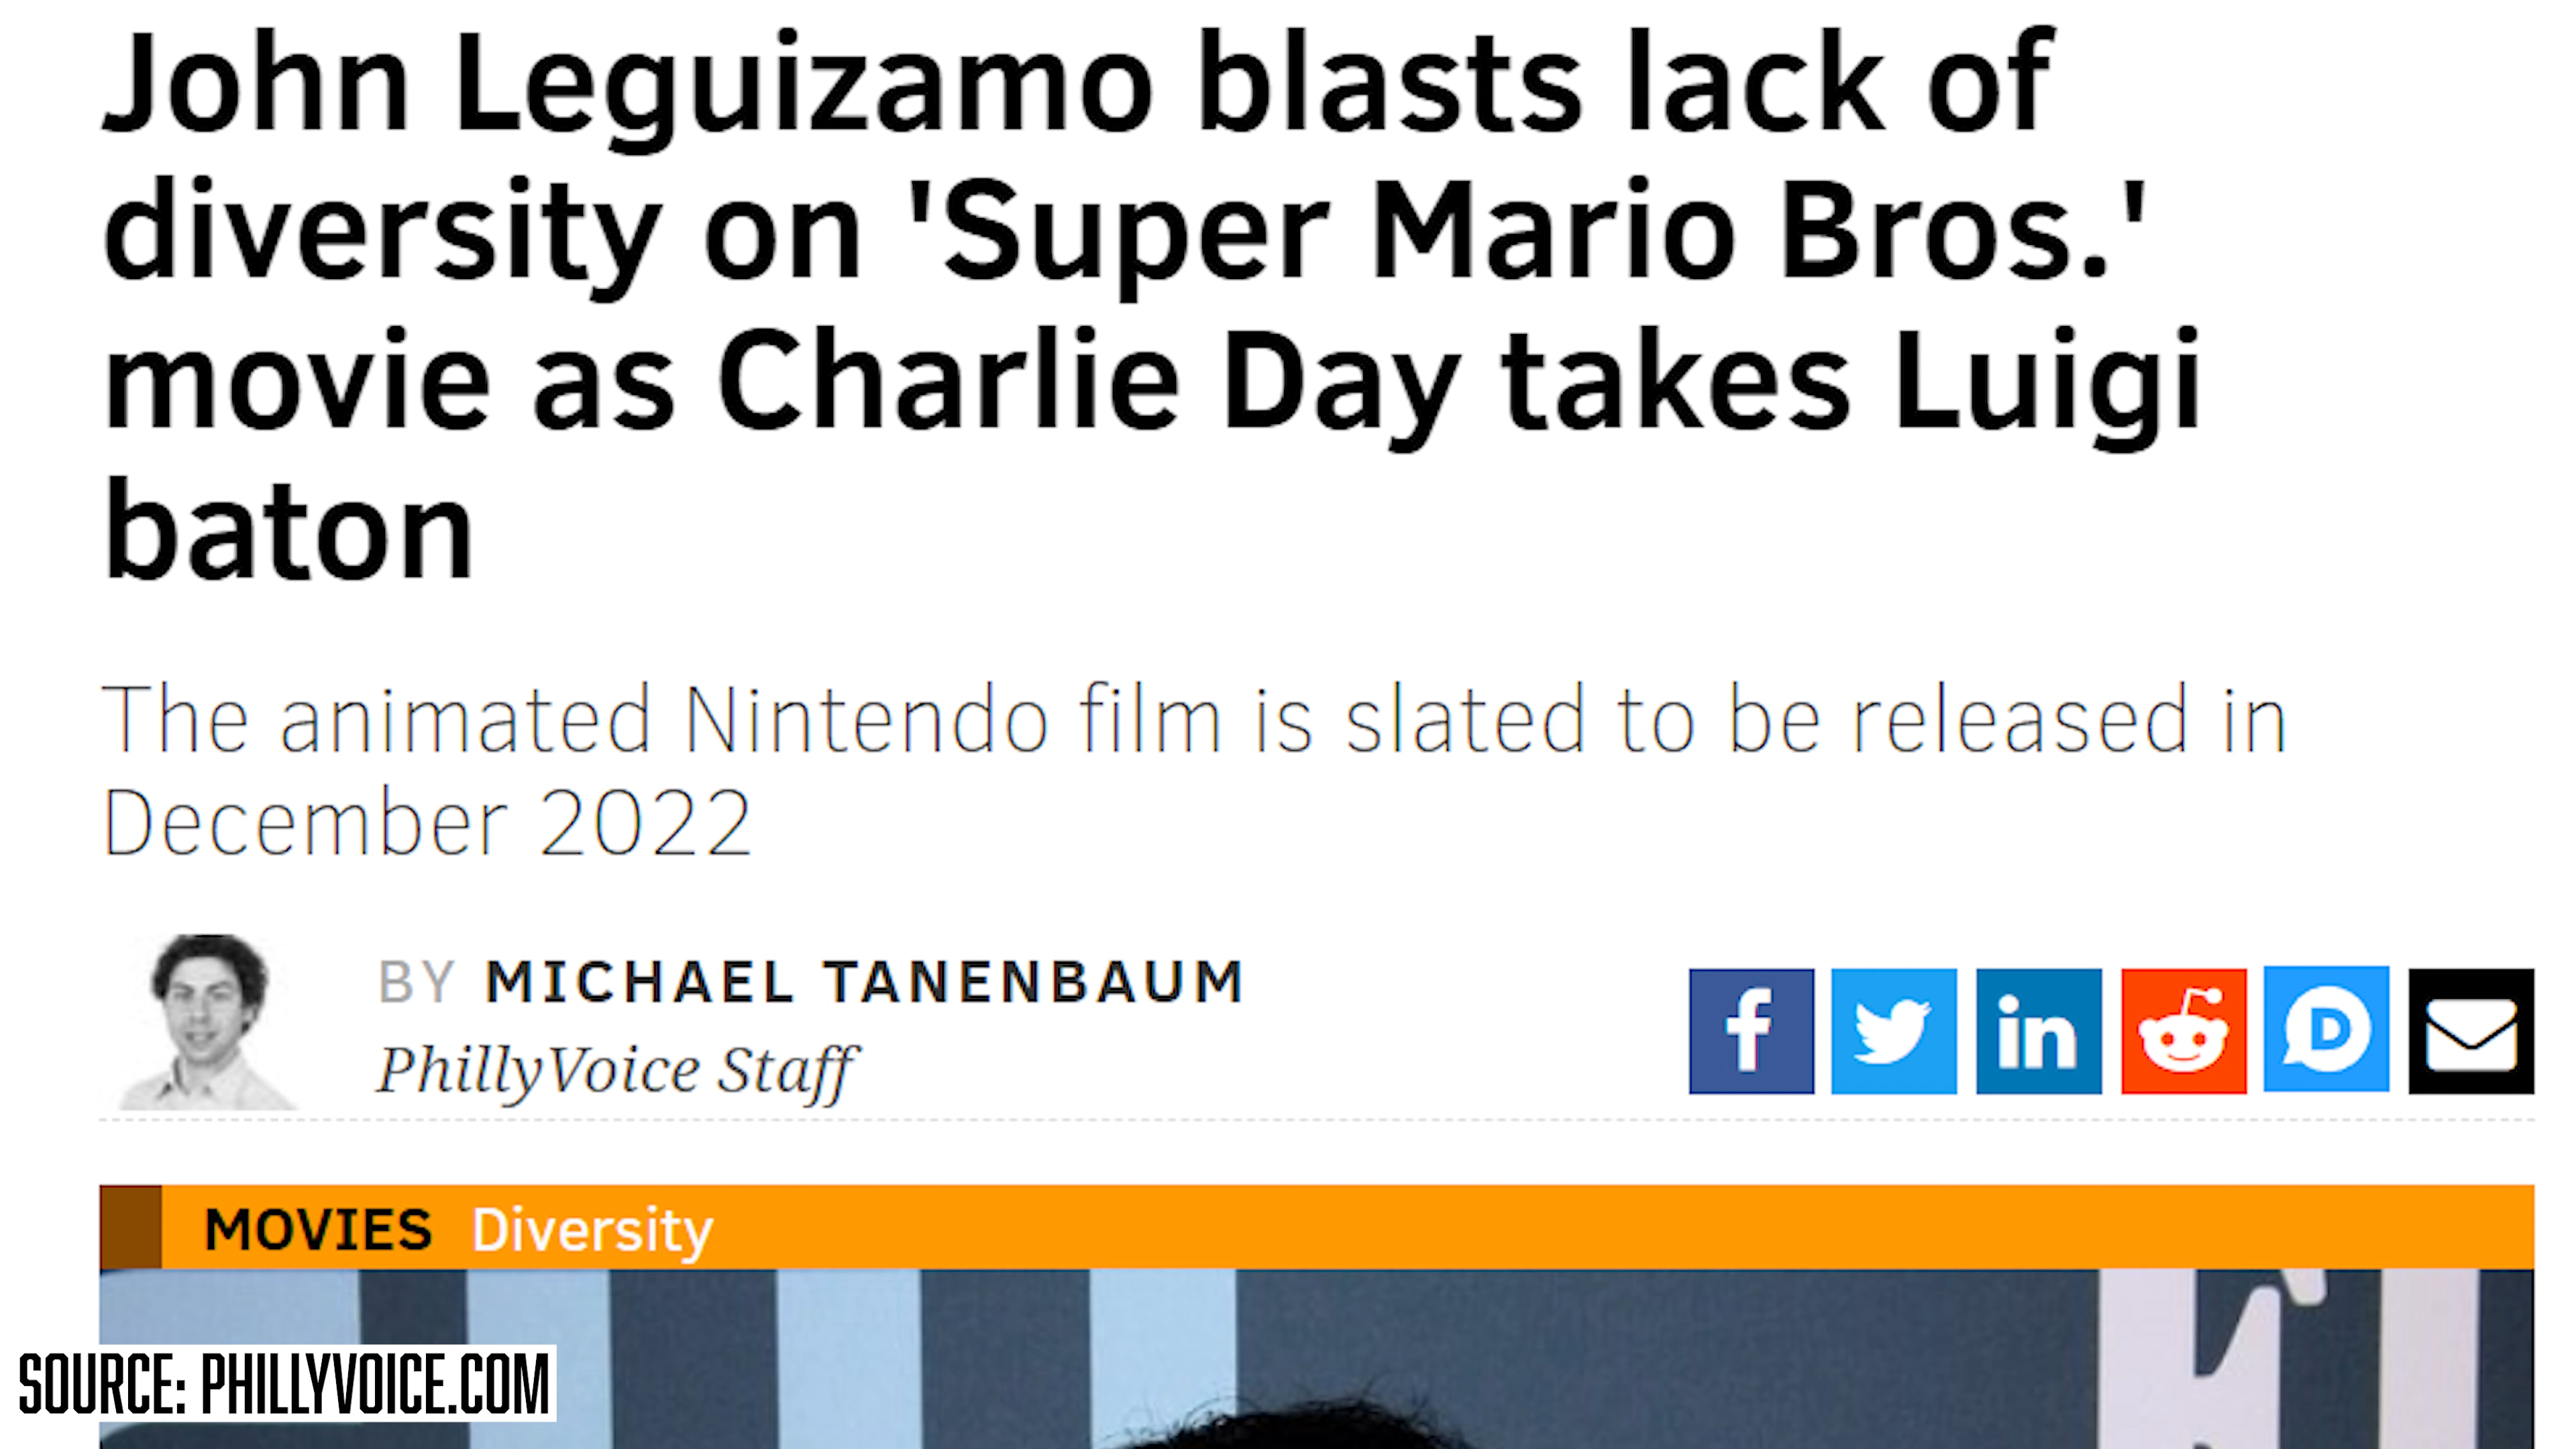 John Leguizamo blasts lack of
diversity on 'Super Mario Bros.'
movie as Charlie Day takes Luigi
baton
The animated Nintendo film is slated to be released in
December 2022
BY MICHAEL TANENBAUM
PhillyVoice Staff
MOVIES Diversity
SOURCE: PHILLYVOICE.COM